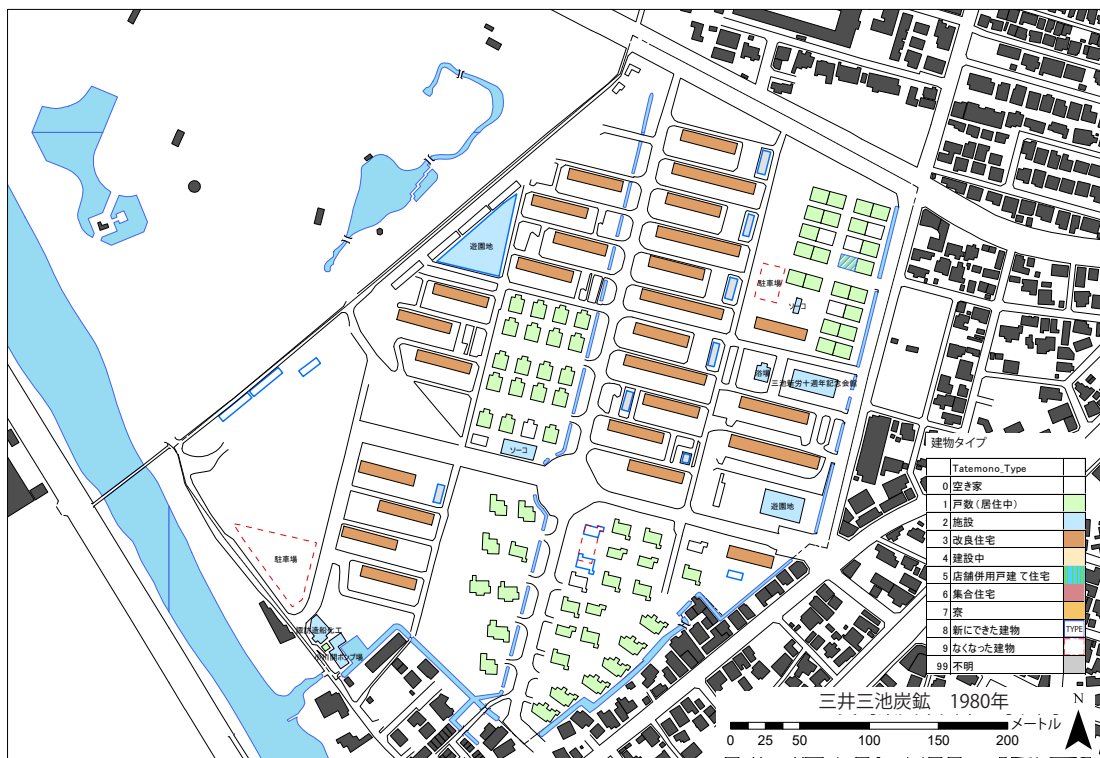 遊園地
駐車場
ソーコ
浴場
三池新労十週年記念会館
ソーコ
遊園地
駐車場
建物タイプ
Tatemono_Type
0 空き家
1 戸数(居住中)
2 施設
3 改良住宅
4 建設中
5 店舗併用戸建て住宅
6 集合住宅
7 寮
8 新にできた建物 TYPE
9 なくなった建物
99 不明
三井三池炭鉱 1980年
N
メートル
0 25 50 100 150 200